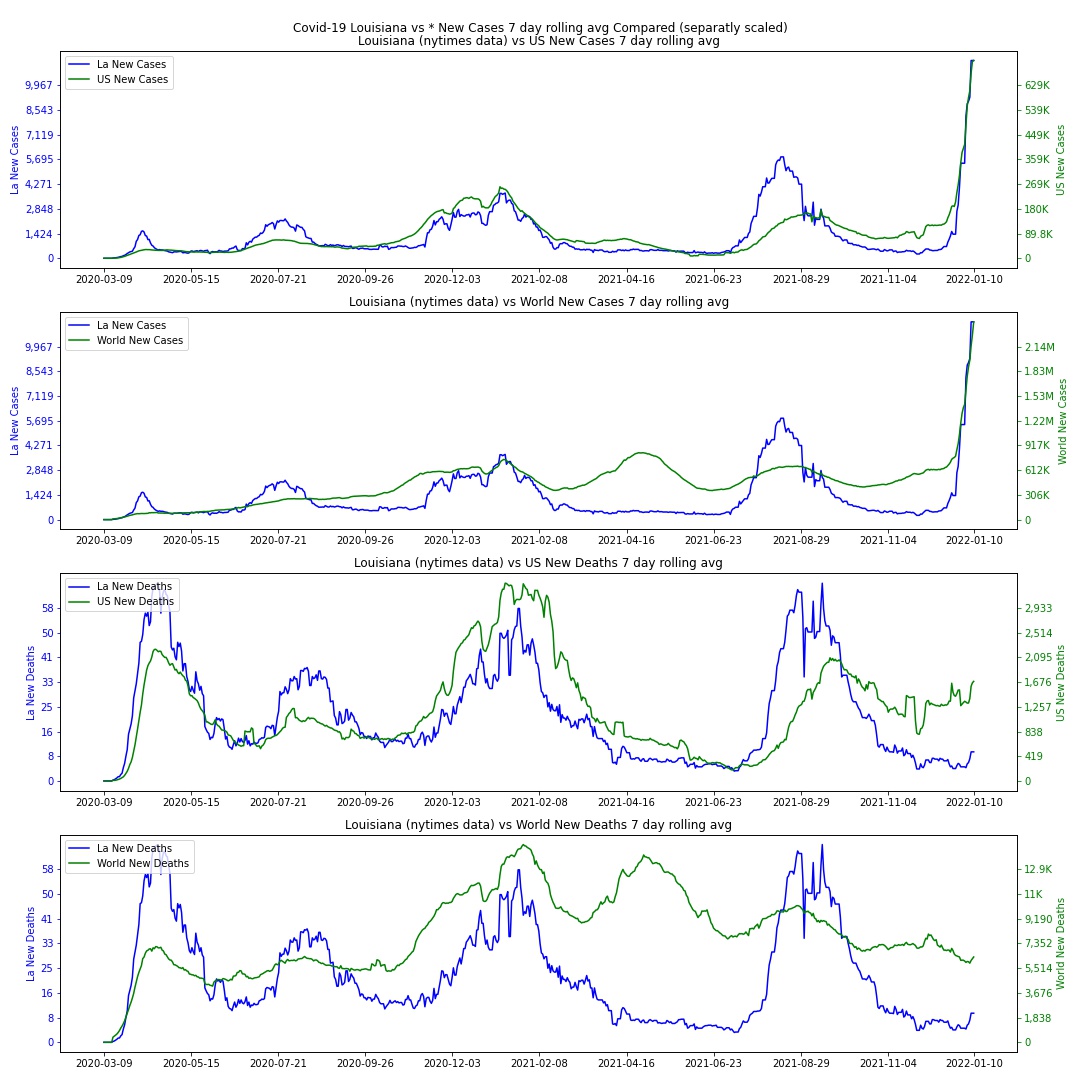 Covid-19 Louisiana vs * New Cases 7 day rolling avg Compared (separatly scaled)
Louisiana (nytimes data) vs US New Cases 7 day rolling avg
La New Cases
US New Cases
9,967
8,543
7,119
5,695
4,271
2,848
1,424
0
La New Cases
629K
539K
449K
359K
269K
180K
89.8K
0
US New Cases
2020-03-09 2020-05-15 2020-07-21 2020-09-26 2020-12-03 2021-02-08 2021-04-16 2021-06-23 2021-08-29 2021-11-04 2022-01-10
Louisiana (nytimes data) vs World New Cases 7 day rolling avg
La New Cases
World New Cases
9,967
8,543
7,119
5,695
4,271
2,848
1,424
0
La New Cases
2.14M
1.83M
1.53M
1.22M
917K
612K
306K
0
World New Cases
2020-03-09 2020-05-15 2020-07-21 2020-09-26 2020-12-03 2021-02-08 2021-04-16 2021-06-23 2021-08-29 2021-11-04 2022-01-10
Louisiana (nytimes data) vs US New Deaths 7 day rolling avg
La New Deaths
US New Deaths
58
50
41
33
25
16
8
0
La New Deaths
2,933
2,514
2,095
1,676
1,257
838
419
0
US New Deaths
2020-03-09 2020-05-15 2020-07-21 2020-09-26 2020-12-03 2021-02-08 2021-04-16 2021-06-23 2021-08-29 2021-11-04 2022-01-10
Louisiana (nytimes data) vs World New Deaths 7 day rolling avg
La New Deaths
World New Deaths
58
50
41
33
25
16
8
0
La New Deaths
12.9K
11K
9,190
7,352
5,514
3,676
1,838
0
World New Deaths
2020-03-09 2020-05-15 2020-07-21 2020-09-26 2020-12-03 2021-02-08 2021-04-16 2021-06-23 2021-08-29 2021-11-04 2022-01-10